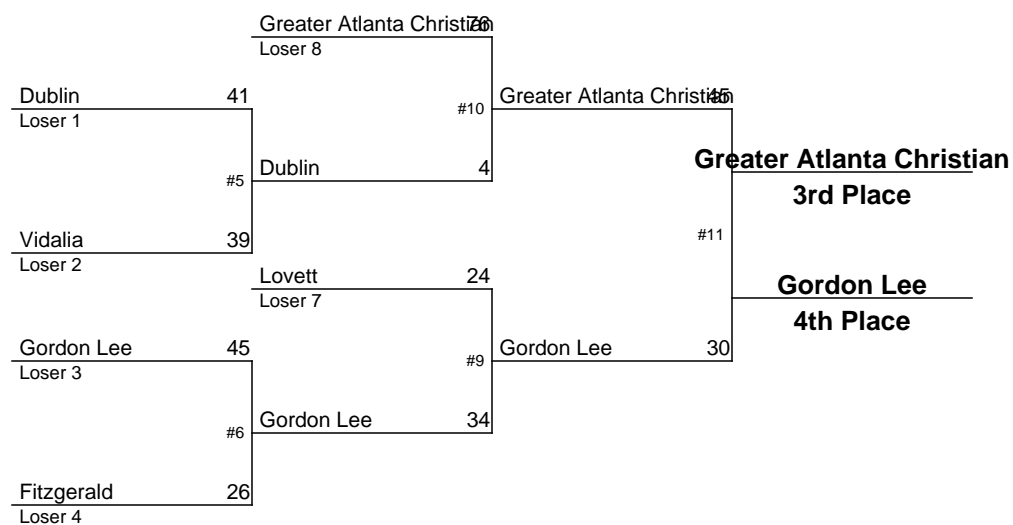 Greater Atlanta Christian 76
Loser 8
Dublin 41
Loser 1
#10
Greater Atlanta Christian 45
Dublin 4
#5
Greater Atlanta Christian
3rd Place
Vidalia 39
Loser 2
#11
Lovett 24
Loser 7
Gordon Lee
4th Place
Gordon Lee 45
Loser 3
#9
Gordon Lee 30
Gordon Lee 34
#6
Fitzgerald 26
Loser 4